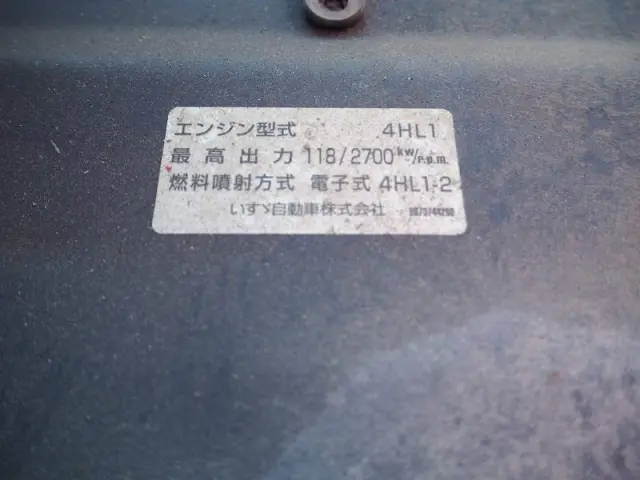 エンジン型式 4HL1
最高出力 118/2700kw/r.p.m.
燃料噴射方式 電子式 4HL1-2
いすゞ自動車株式会社